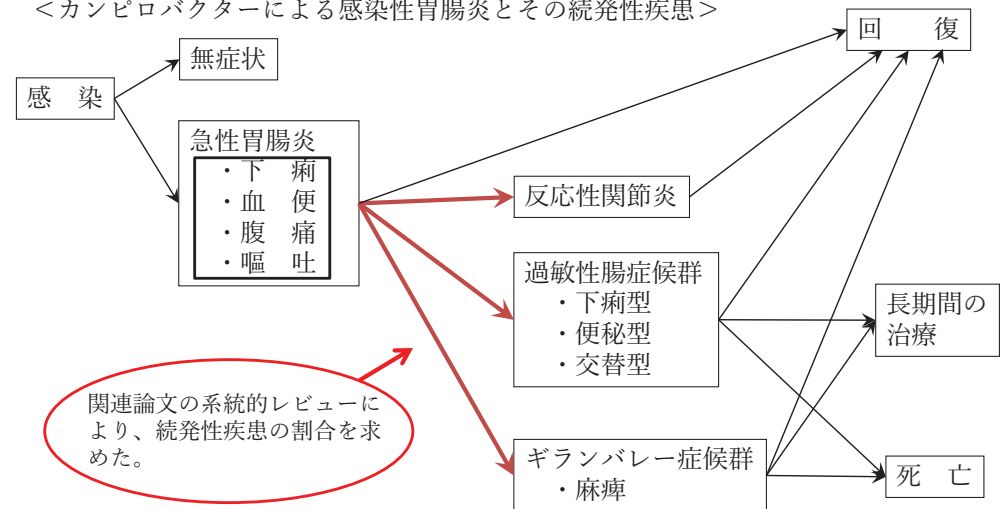 ＜カンピロバクターによる感染性胃腸炎とその続発性疾患＞
回　復
無症状
感　染
急性胃腸炎
・下　痢
・血　便
・腹　痛
・嘔　吐
反応性関節炎
過敏性腸症候群
・下痢型
・便秘型
・交替型
長期間の
治療
関連論文の系統的レビューに
より、続発性疾患の割合を求
めた。
ギランバレー症候群
・麻痺
死　亡